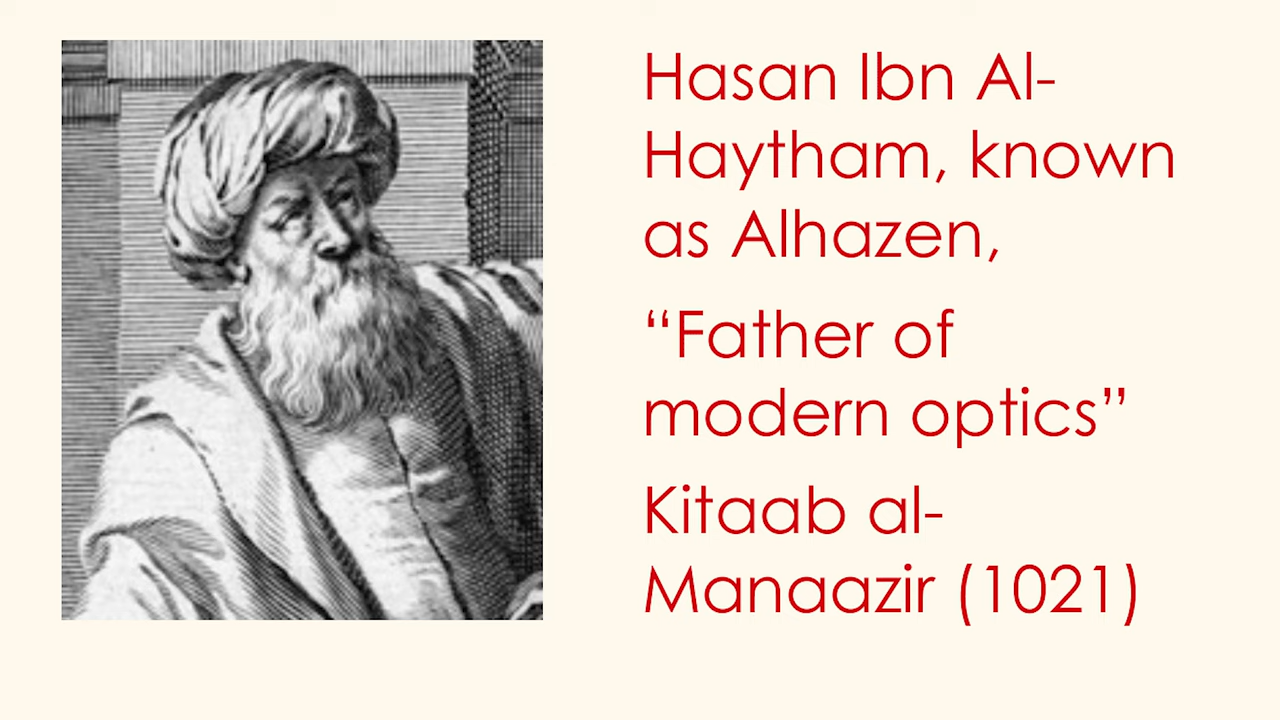 Hasan Ibn Al-
Haytham, known
as Alhazen,
“Father of
modern optics”
Kitaab al-
Manaazir (1021)